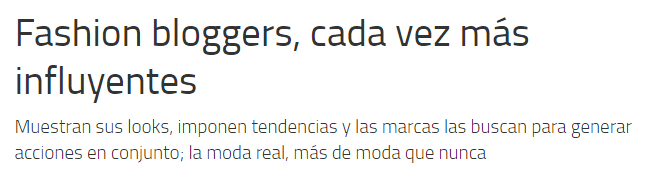 Fashion bloggers, cada vez más
influyentes
Muestran sus looks, imponen tendencias y las marcas las buscan para generar
acciones en conjunto; la moda real, más de moda que nunca